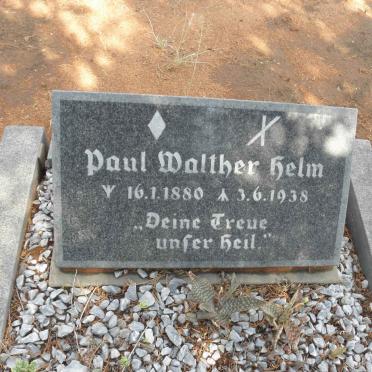 Paul Walther Helm
ᛉ 16.1.1880 ᛣ 3.6.1938
„Deine Treue
unſer Heil.“